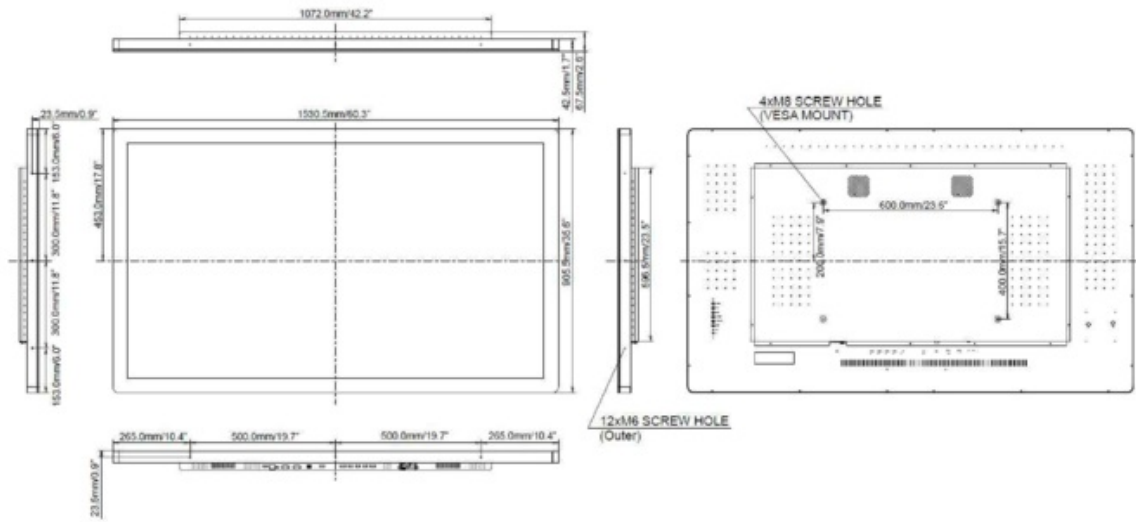 1072.0mm/42.2"
42.5mm/1.7"
67.5mm/2.6"
23.5mm/0.9"
1530.5mm/60.3"
153.0mm/6.0"
300.0mm/11.8"
300.0mm/11.8"
153.0mm/6.0"
453.0mm/17.8"
905.5mm/35.6"
596.5mm/23.5"
4xM8 SCREW HOLE
(VESA MOUNT)
600.0mm/23.6"
200.0mm/7.9"
400.0mm/15.7"
12xM6 SCREW HOLE
(Outer)
265.0mm/10.4"
500.0mm/19.7"
500.0mm/19.7"
265.0mm/10.4"
23.5mm/0.9"